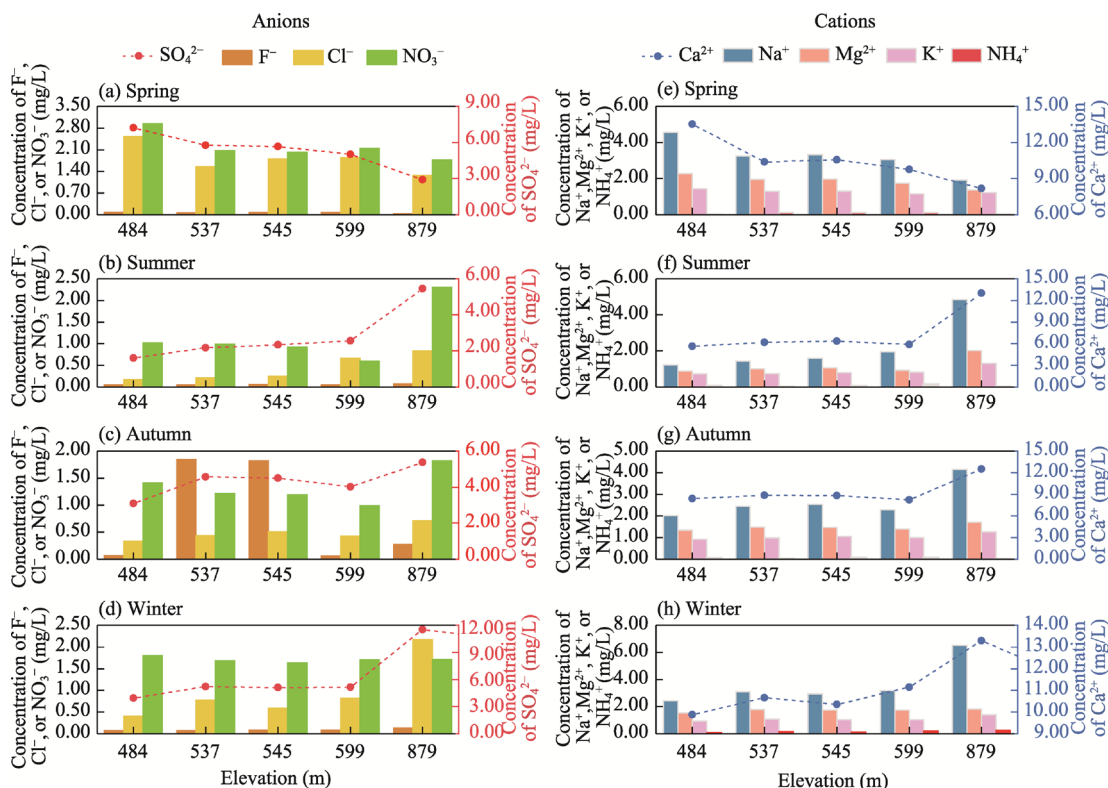 Anions
SO₄²⁻ F⁻ Cl⁻ NO₃⁻
Cations
Ca²⁺ Na⁺ Mg²⁺ K⁺ NH₄⁺
(a) Spring
Concentration of F⁻,
Cl⁻, or NO₃⁻ (mg/L)
3.50
2.80
2.10
1.40
0.70
0.00
484 537 545 599 879
9.00
6.00
3.00
0.00
Concentration
of SO₄²⁻ (mg/L)
(e) Spring
Concentration of
Na⁺,Mg²⁺, K⁺, or
NH₄⁺(mg/L)
6.00
4.00
2.00
0.00
484 537 545 599 879
15.00
12.00
9.00
6.00
Concentration
of Ca²⁺ (mg/L)
(b) Summer
Concentration of F⁻,
Cl⁻, or NO₃⁻ (mg/L)
2.50
2.00
1.50
1.00
0.50
0.00
484 537 545 599 879
6.00
4.00
2.00
0.00
Concentration
of SO₄²⁻ (mg/L)
(f) Summer
Concentration of
Na⁺,Mg²⁺, K⁺, or
NH₄⁺(mg/L)
6.00
4.00
2.00
0.00
484 537 545 599 879
15.00
12.00
9.00
6.00
3.00
0.00
Concentration
of Ca²⁺ (mg/L)
(c) Autumn
Concentration of F⁻,
Cl⁻, or NO₃⁻ (mg/L)
2.00
1.50
1.00
0.50
0.00
484 537 545 599 879
6.00
4.00
2.00
0.00
Concentration
of SO₄²⁻ (mg/L)
(g) Autumn
Concentration of
Na⁺,Mg²⁺, K⁺, or
NH₄⁺(mg/L)
5.00
4.00
3.00
2.00
1.00
0.00
484 537 545 599 879
15.00
12.00
9.00
6.00
3.00
0.00
Concentration
of Ca²⁺ (mg/L)
(d) Winter
Concentration of F⁻,
Cl⁻, or NO₃⁻ (mg/L)
2.50
2.00
1.50
1.00
0.50
0.00
484 537 545 599 879
Elevation (m)
12.00
9.00
6.00
3.00
0.00
Concentration
of SO₄²⁻ (mg/L)
(h) Winter
Concentration of
Na⁺,Mg²⁺, K⁺, or
NH₄⁺(mg/L)
8.00
6.00
4.00
2.00
0.00
484 537 545 599 879
Elevation (m)
14.00
13.00
12.00
11.00
10.00
9.00
Concentration
of Ca²⁺ (mg/L)